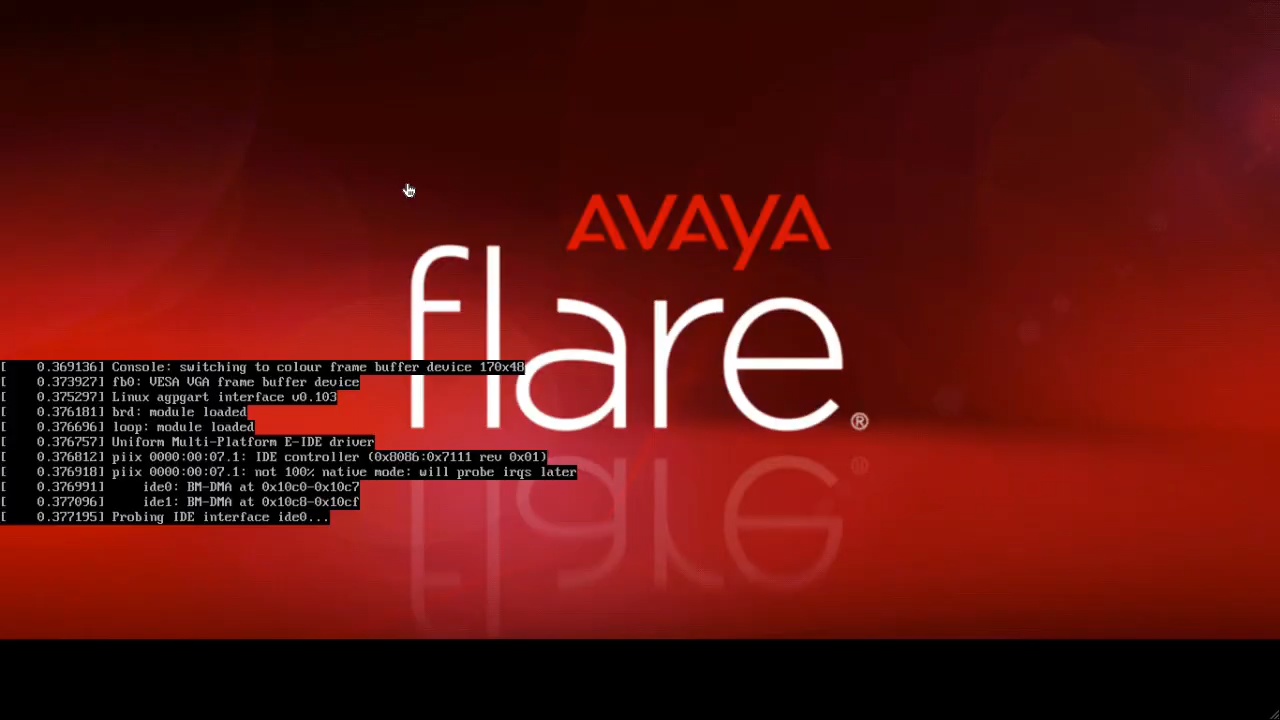 AVAYA
flare®
[    0.369136] Console: switching to colour frame buffer device 170x48
[    0.373927] fb0: VESA VGA frame buffer device
[    0.375297] Linux agpgart interface v0.103
[    0.376181] brd: module loaded
[    0.376696] loop: module loaded
[    0.376757] Uniform Multi-Platform E-IDE driver
[    0.376812] piix 0000:00:07.1: IDE controller (0x8086:0x7111 rev 0x01)
[    0.376918] piix 0000:00:07.1: not 100% native mode: will probe irqs later
[    0.376991]     ide0: BM-DMA at 0x10c0-0x10c7
[    0.377096]     ide1: BM-DMA at 0x10c8-0x10cf
[    0.377195] Probing IDE interface ide0...